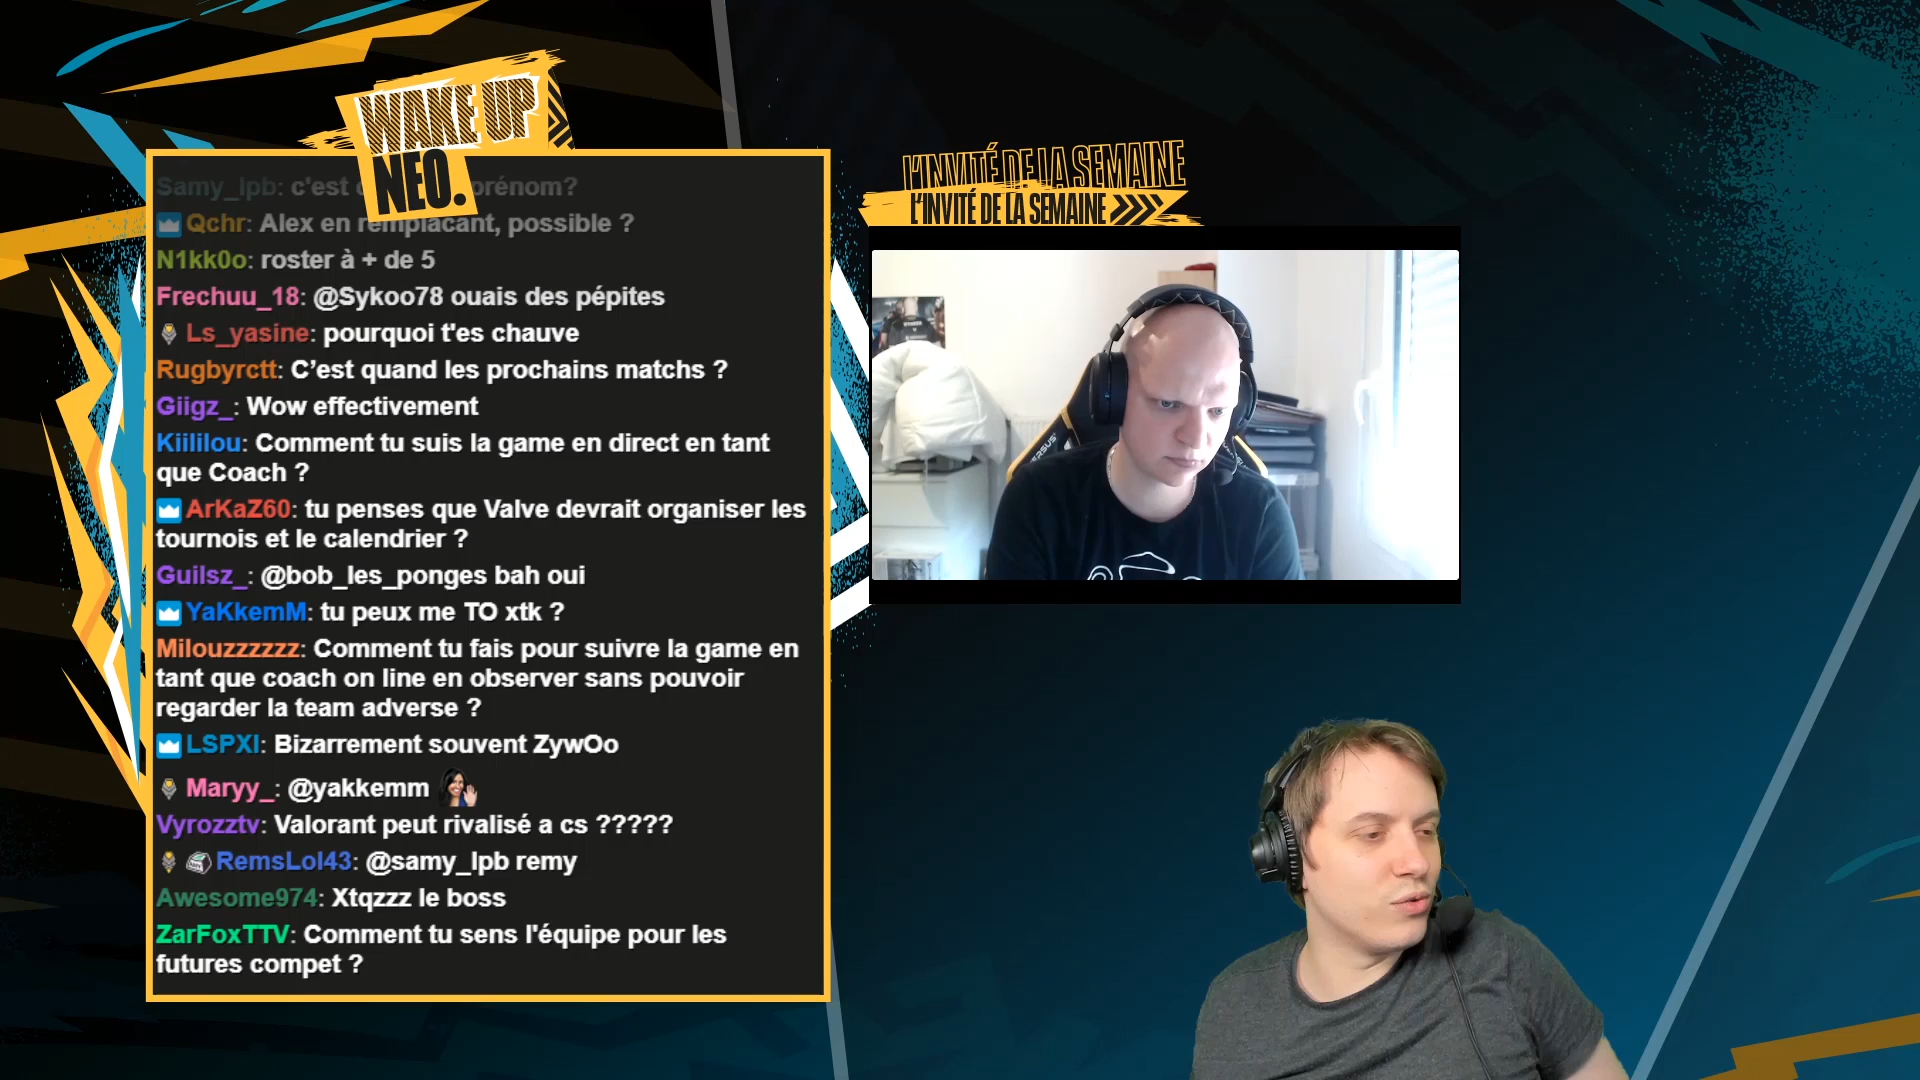 WAKE UP
NEO.
Samy_lpb: c'est prénom?
Qchr: Alex en remplacant, possible ?
N1kk0o: roster à + de 5
Frechuu_18: @Sykoo78 ouais des pépites
Ls_yasine: pourquoi t'es chauve
Rugbyrctt: C’est quand les prochains matchs ?
Giigz_: Wow effectivement
Kiililou: Comment tu suis la game en direct en tant
que Coach ?
ArKaZ60: tu penses que Valve devrait organiser les
tournois et le calendrier ?
Guilsz_: @bob_les_ponges bah oui
YaKkemM: tu peux me TO xtk ?
Milouzzzzzz: Comment tu fais pour suivre la game en
tant que coach on line en observer sans pouvoir
regarder la team adverse ?
LSPXI: Bizarrement souvent ZywOo
Maryy_: @yakkemm
Vyrozztv: Valorant peut rivalisé a cs ?????
RemsLol43: @samy_lpb remy
Awesome974: Xtqzzz le boss
ZarFoxTTV: Comment tu sens l'équipe pour les
futures compet ?
L'INVITÉ DE LA SEMAINE
L'INVITÉ DE LA SEMAINE